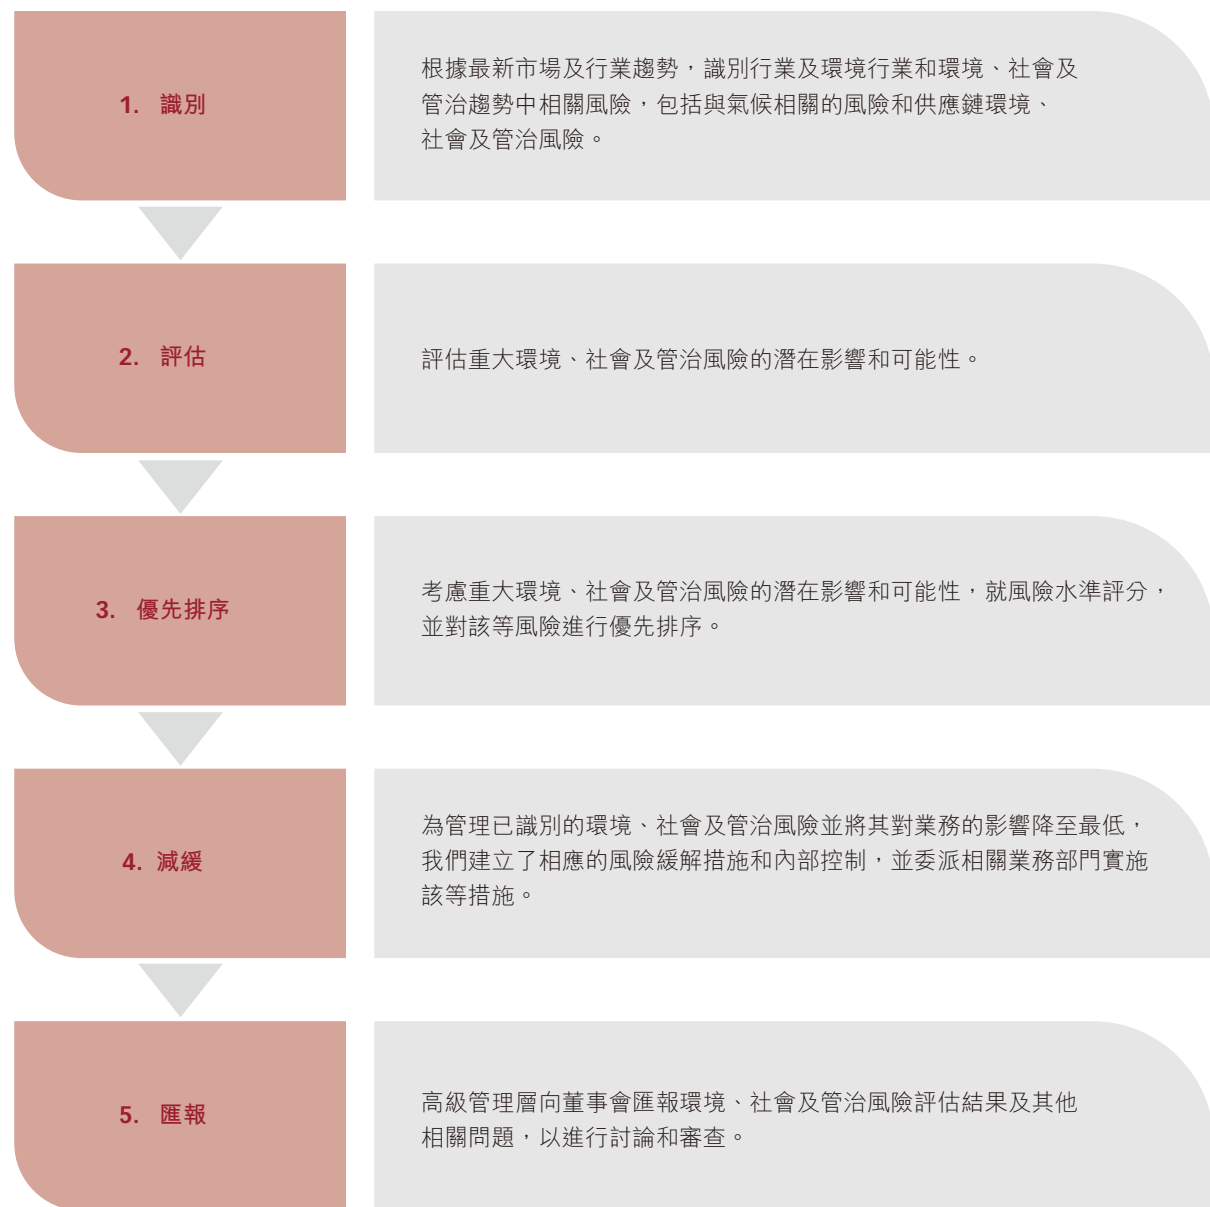 1. 識別
根據最新市場及行業趨勢，識別行業及環境行業和環境、社會及
管治趨勢中相關風險，包括與氣候相關的風險和供應鏈環境、
社會及管治風險。
2. 評估
評估重大環境、社會及管治風險的潛在影響和可能性。
3. 優先排序
考慮重大環境、社會及管治風險的潛在影響和可能性，就風險水準評分，
並對該等風險進行優先排序。
4. 減緩
為管理已識別的環境、社會及管治風險並將其對業務的影響降至最低，
我們建立了相應的風險緩解措施和內部控制，並委派相關業務部門實施
該等措施。
5. 匯報
高級管理層向董事會匯報環境、社會及管治風險評估結果及其他
相關問題，以進行討論和審查。